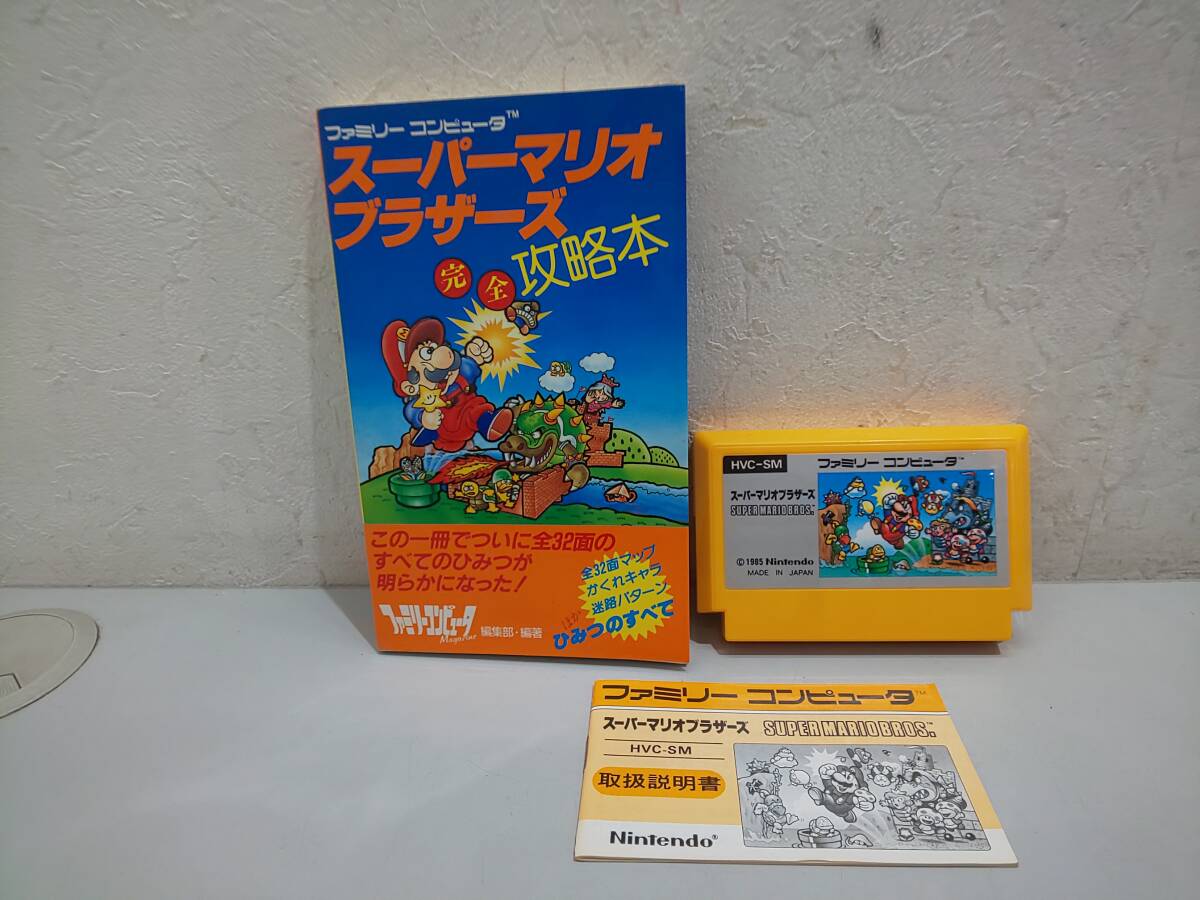 ファミリー コンピュータ™
スーパーマリオ
ブラザーズ
完全攻略本
この一冊でついに全32面の
すべてのひみつが
明らかになった!
全32面マップ
かくれキャラ
迷路パターン
ほか
ひみつのすべて
ファミリーコンピュータ
Magazine
編集部・編著
HVC-SM
ファミリー コンピュータ™
スーパーマリオブラザーズ
SUPER MARIO BROS.™
©1985 Nintendo
MADE IN JAPAN
ファミリー コンピュータ™
スーパーマリオブラザーズ
SUPER MARIO BROS.™
HVC-SM
取扱説明書
Nintendo®